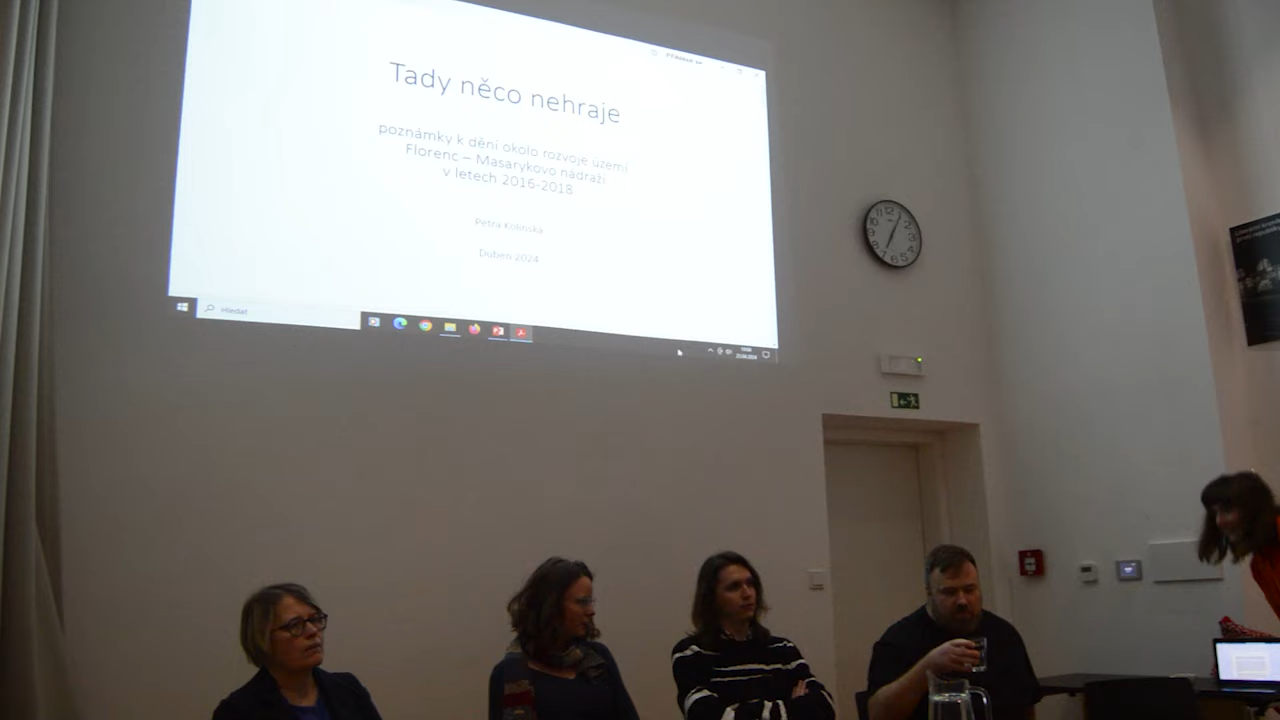 Tady něco nehraje
poznámky k dění okolo rozvoje území
Florenc – Masarykovo nádraží
v letech 2016-2018
Petra Kolínská
Duben 2024
Hledat